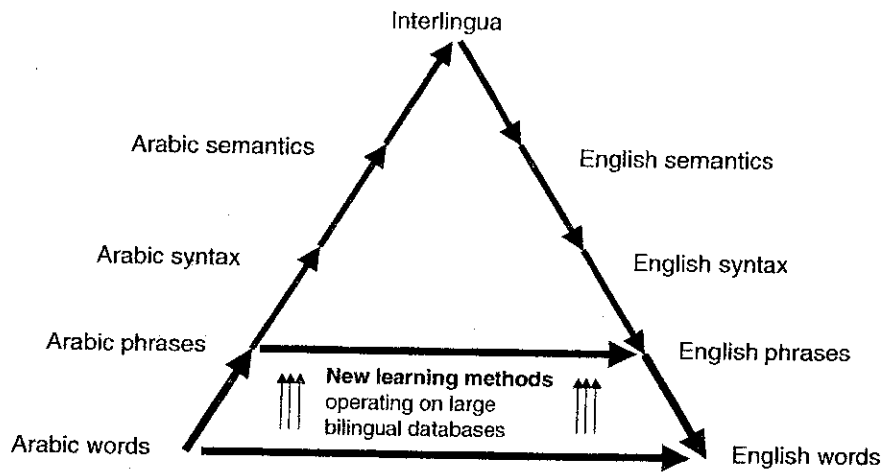 Interlingua
Arabic semantics
English semantics
Arabic syntax
English syntax
Arabic phrases
English phrases
New learning methods
operating on large
bilingual databases
Arabic words
English words